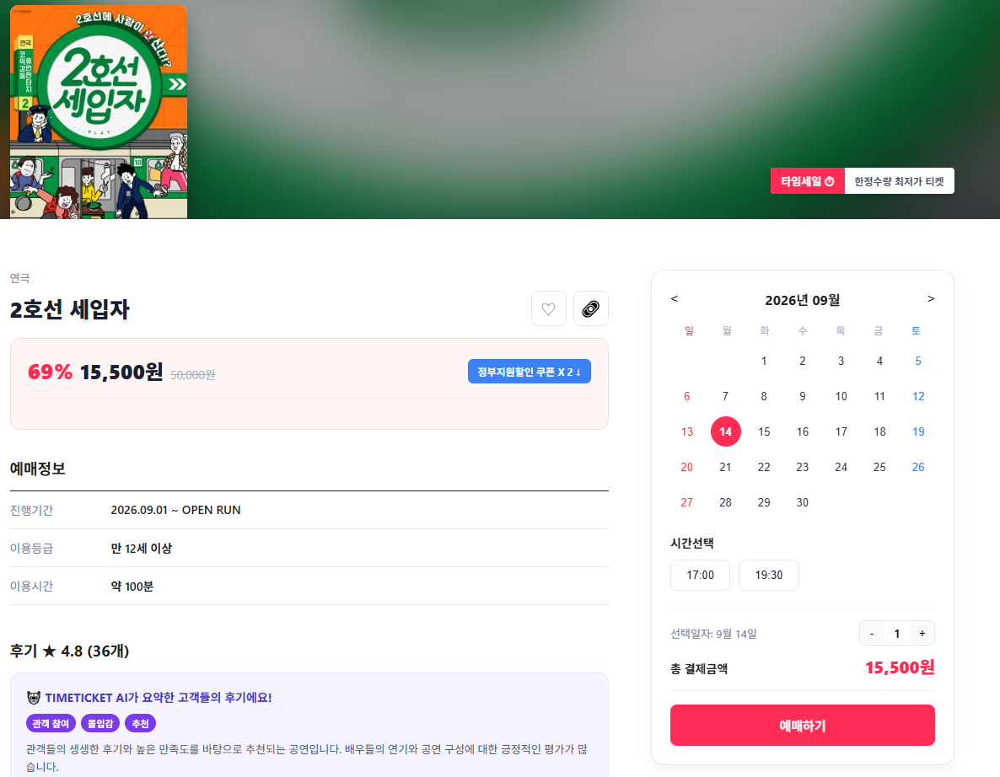 2호선에 사람이 산다!?
연극
코믹감동
휴먼판타지
2
2호선
세입자
PLAY
10
타임세일 ⏱ 한정수량 최저가 티켓
연극
2호선 세입자
♡
69% 15,500원 50,000원
정부지원할인 쿠폰 X 2 ↓
예매정보
진행기간 2026.09.01 ~ OPEN RUN
이용등급 만 12세 이상
이용시간 약 100분
후기 ★ 4.8 (36개)
TIMETICKET AI가 요약한 고객들의 후기에요!
관객 참여 몰입감 추천
관객들의 생생한 후기와 높은 만족도를 바탕으로 추천되는 공연입니다. 배우들의 연기와 공연 구성에 대한 긍정적인 평가가 많
습니다.
< 2026년 09월 >
일 월 화 수 목 금 토
1 2 3 4 5
6 7 8 9 10 11 12
13 14 15 16 17 18 19
20 21 22 23 24 25 26
27 28 29 30
시간선택
17:00 19:30
선택일자: 9월 14일 - 1 +
총 결제금액 15,500원
예매하기